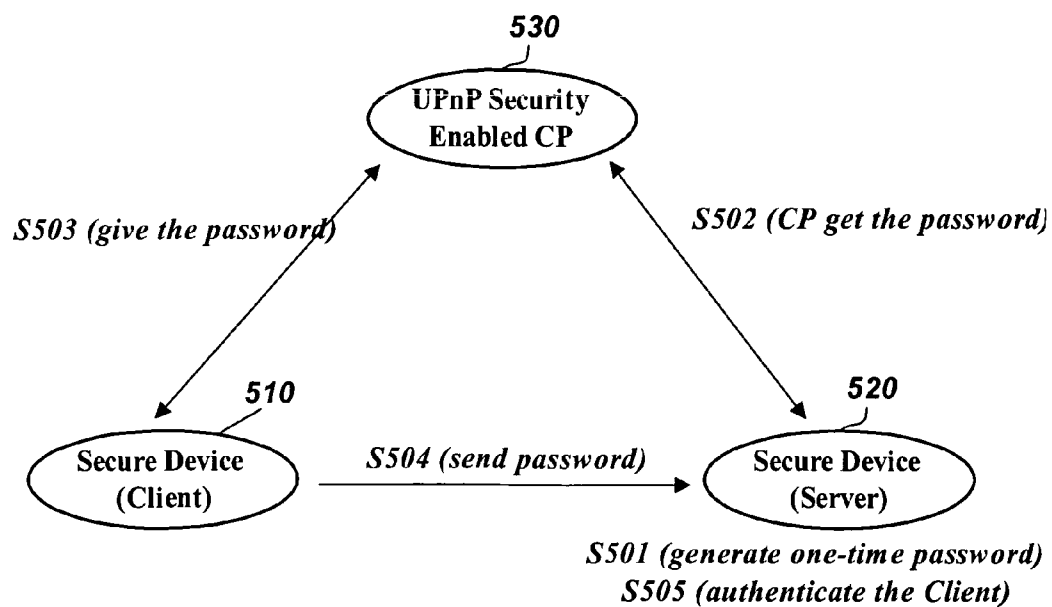 530
UPnP Security
Enabled CP
S503 (give the password)
S502 (CP get the password)
510
520
Secure Device
(Client)
S504 (send password)
Secure Device
(Server)
S501 (generate one-time password)
S505 (authenticate the Client)